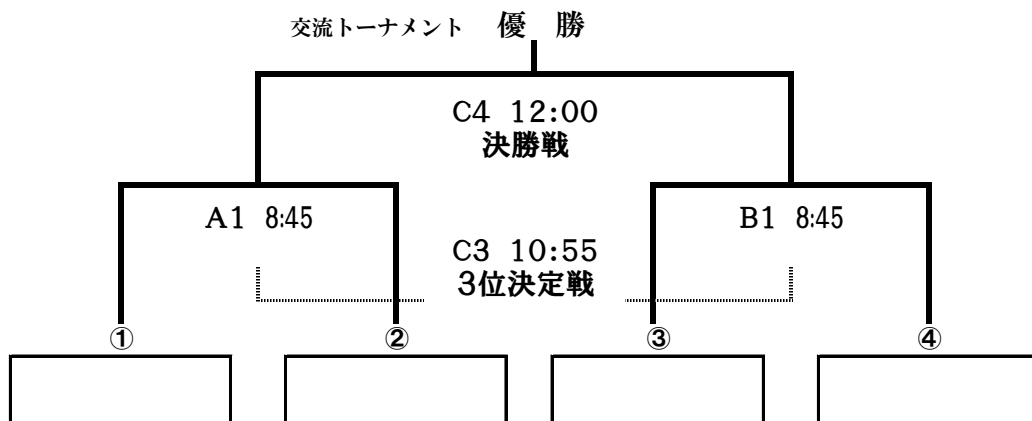 交流トーナメント 優 勝
C4 12:00
決勝戦
A1 8:45
B1 8:45
C3 10:55
3位決定戦
① ② ③ ④